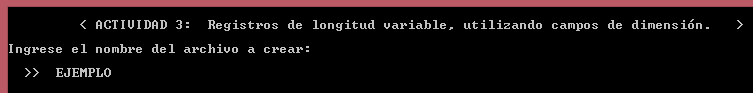 < ACTIVIDAD 3:  Registros de longitud variable, utilizando campos de dimensión.   >
Ingrese el nombre del archivo a crear:
>>  EJEMPLO